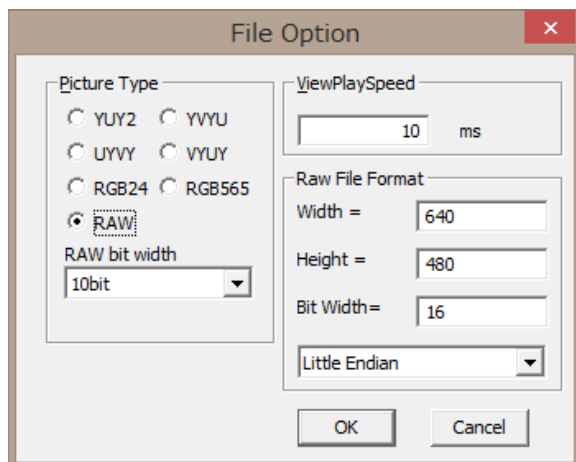 File Option
Picture Type
YUY2 YVYU
UYVY VYUY
RGB24 RGB565
RAW
RAW bit width
10bit
ViewPlaySpeed
10 ms
Raw File Format
Width = 640
Height = 480
Bit Width= 16
Little Endian
OK Cancel